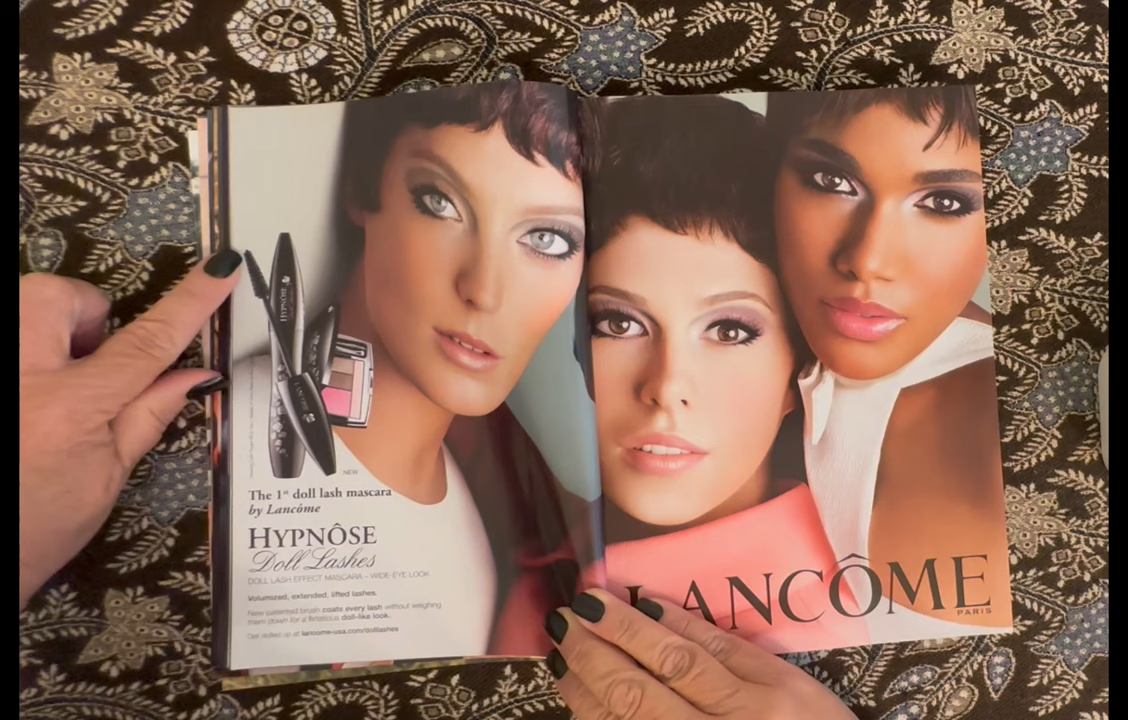 HYPNÔSE
LANCÔME
NEW
The 1st doll lash mascara
by Lancôme
HYPNÔSE
Doll Lashes
DOLL LASH EFFECT MASCARA – WIDE-EYE LOOK
Volumized, extended, lifted lashes.
New patented brush coats every lash without weighing
them down for a flirtatious doll-like look.
Get dolled up at lancome-usa.com/dolllashes
LANCÔME
PARIS